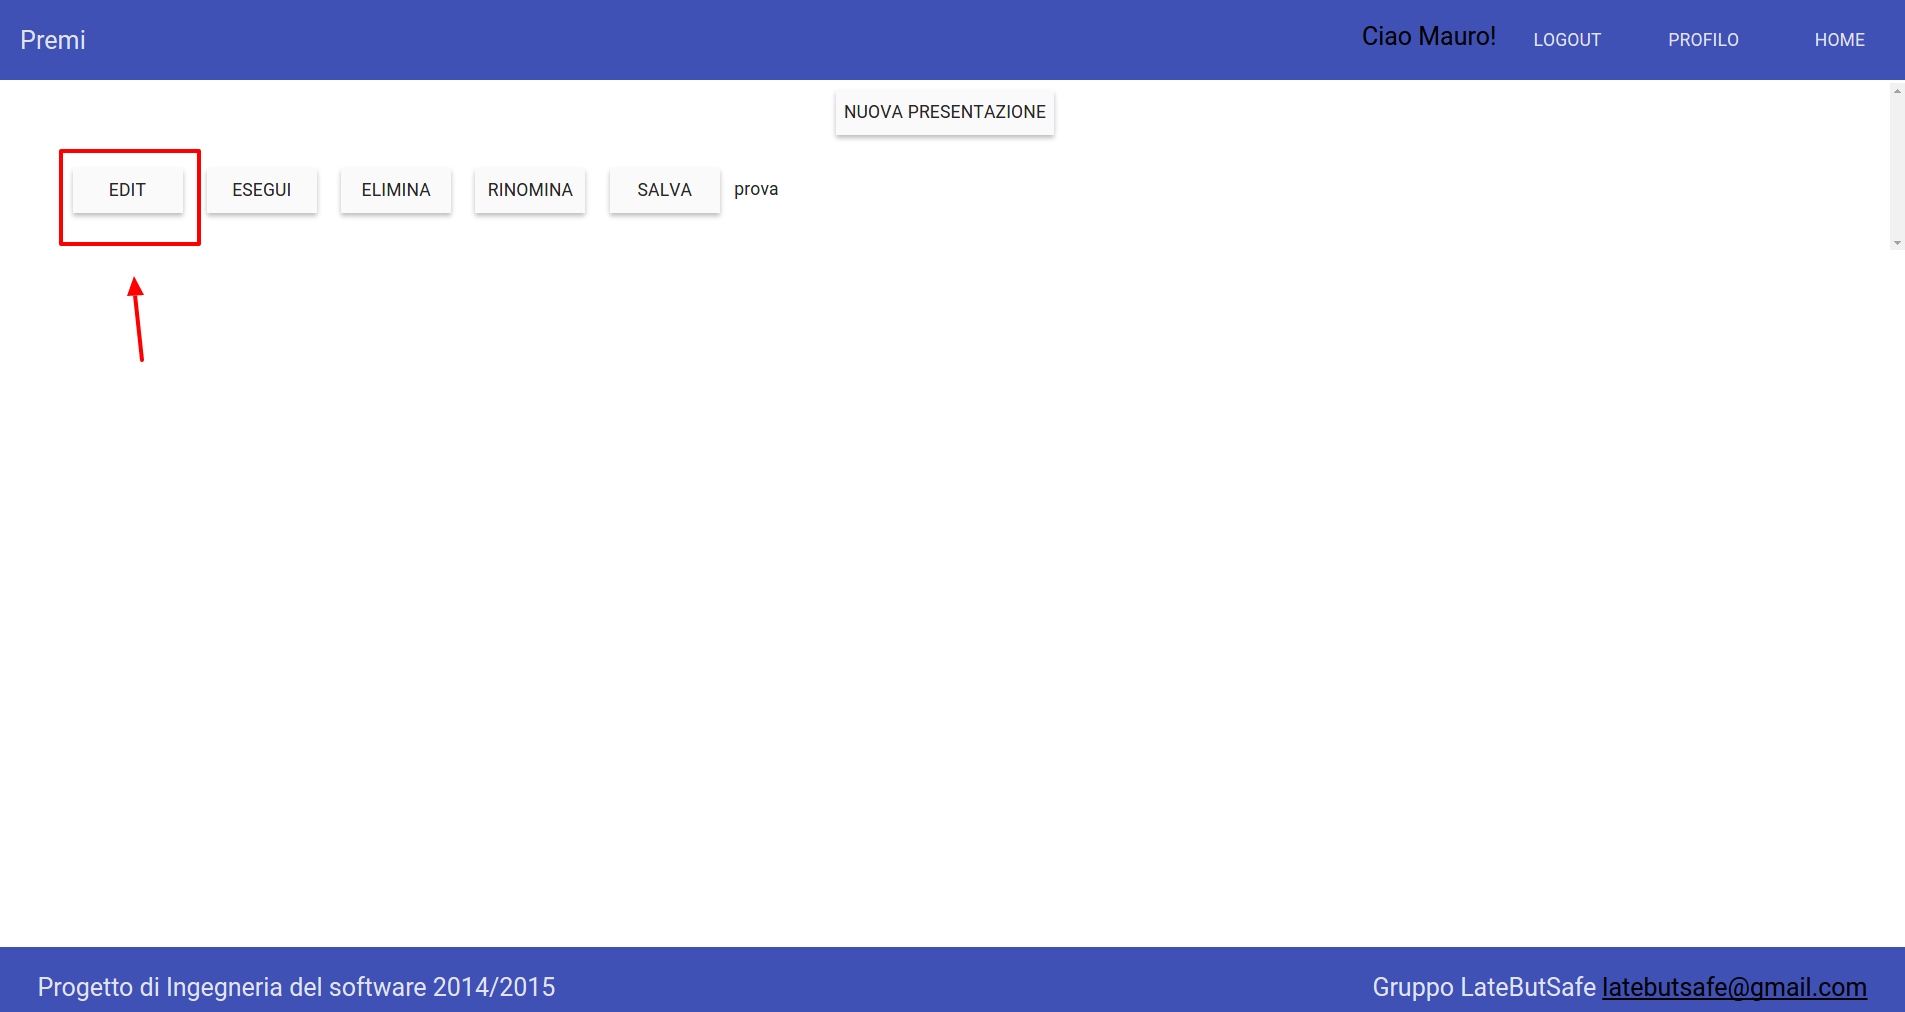 Premi
Ciao Mauro! LOGOUT PROFILO HOME
NUOVA PRESENTAZIONE
EDIT ESEGUI ELIMINA RINOMINA SALVA prova
Progetto di Ingegneria del software 2014/2015
Gruppo LateButSafe latebutsafe@gmail.com